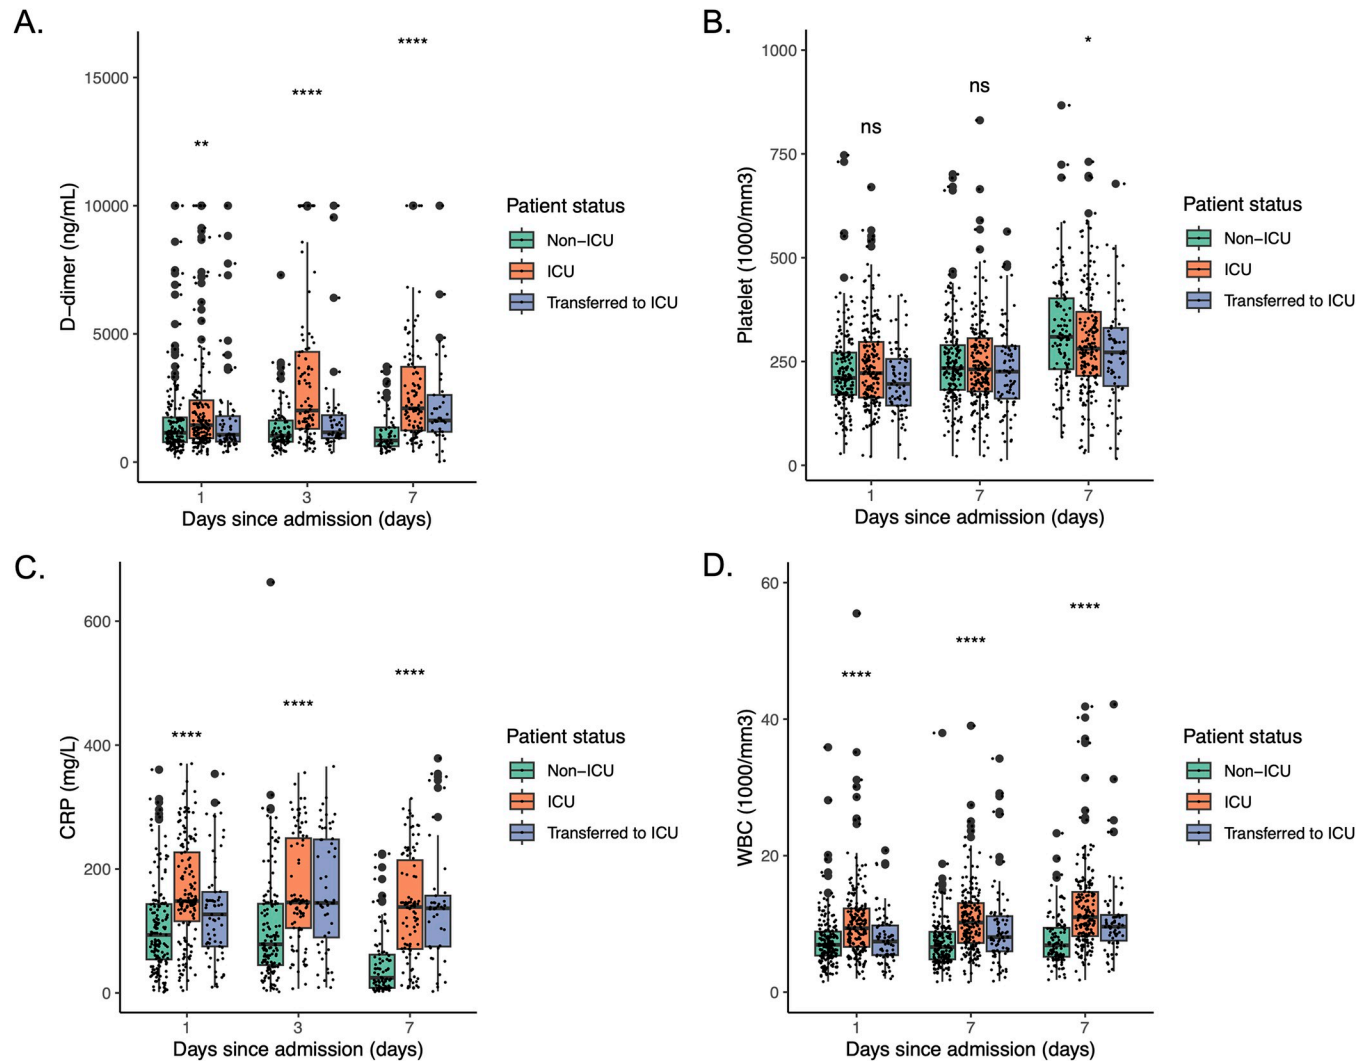 A.
****
15000
****
**
10000
5000
0
D-dimer (ng/mL)
1
3
7
Days since admission (days)
Patient status
Non-ICU
ICU
Transferred to ICU
B.
1000
*
ns
ns
750
500
250
0
Platelet (1000/mm3)
1
7
7
Days since admission (days)
Patient status
Non-ICU
ICU
Transferred to ICU
C.
600
****
****
****
400
200
0
CRP (mg/L)
1
3
7
Days since admission (days)
Patient status
Non-ICU
ICU
Transferred to ICU
D.
60
****
****
****
40
20
0
WBC (1000/mm3)
1
7
7
Days since admission (days)
Patient status
Non-ICU
ICU
Transferred to ICU